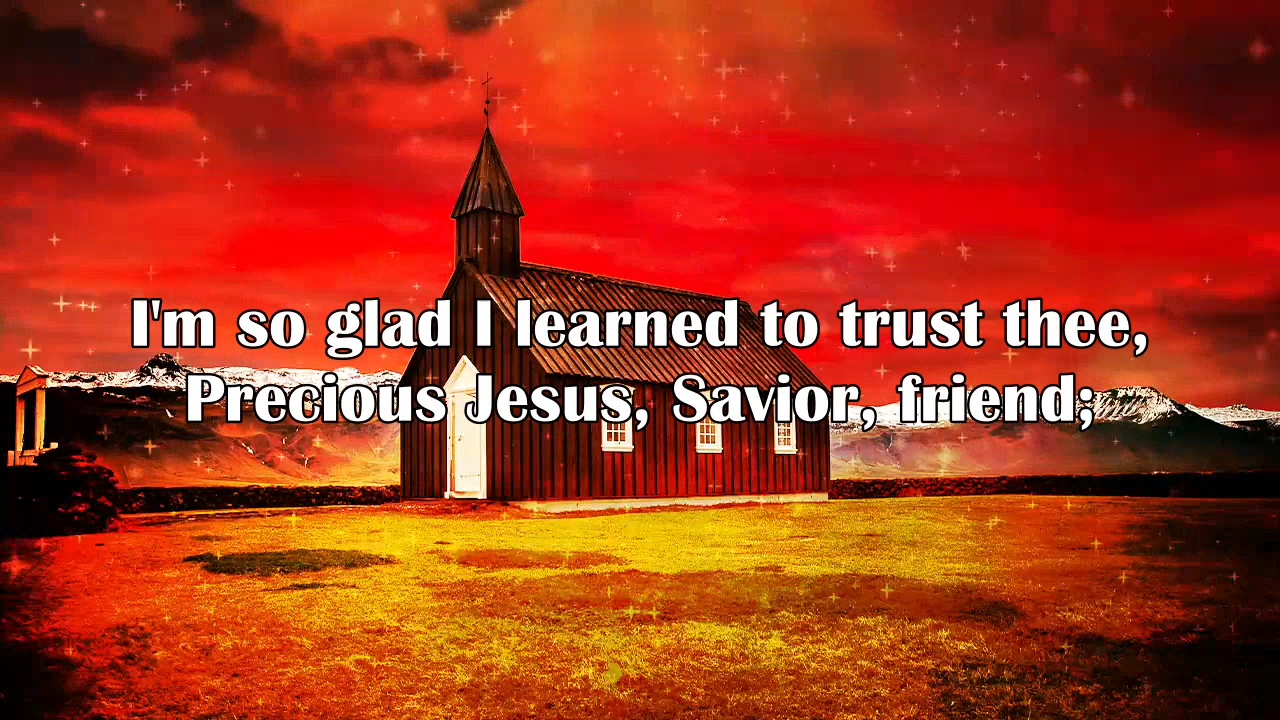 I'm so glad I learned to trust thee,
Precious Jesus, Savior, friend;